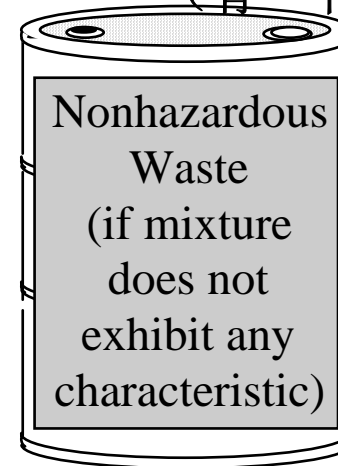 Nonhazardous
Waste
(if mixture
does not
exhibit any
characteristic)